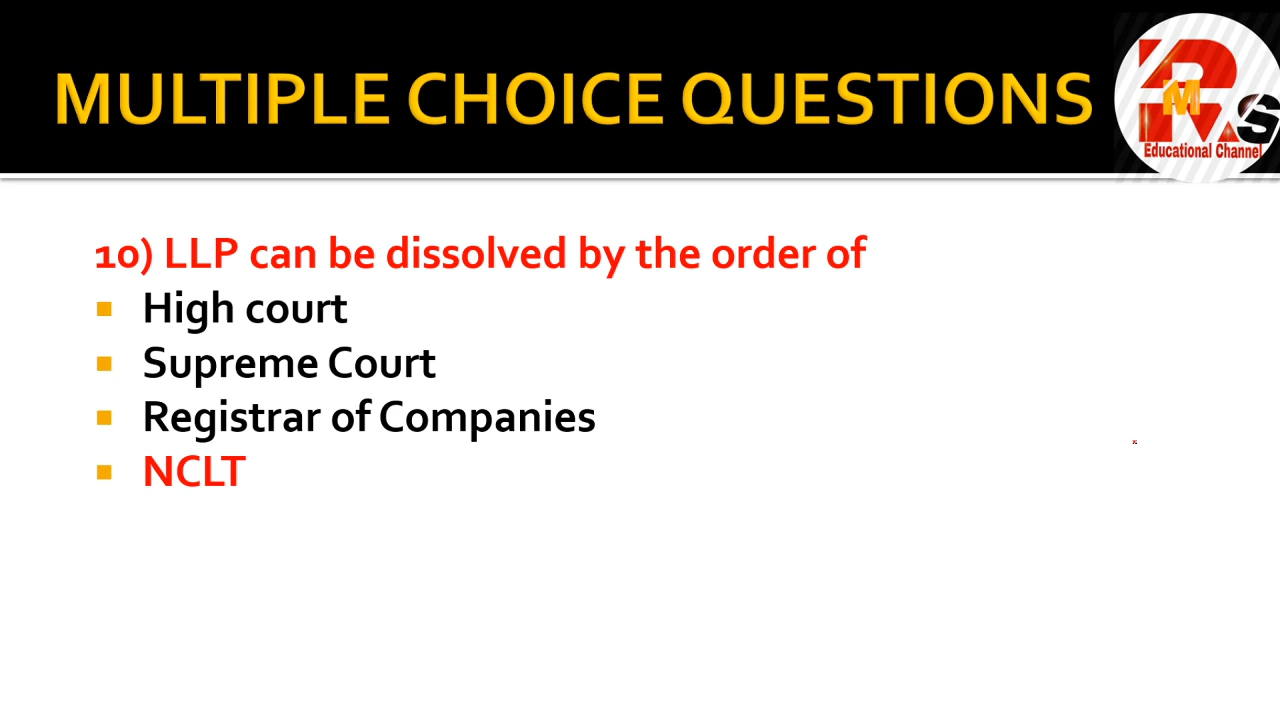 MULTIPLE CHOICE QUESTIONS
Educational Channel
10) LLP can be dissolved by the order of
High court
Supreme Court
Registrar of Companies
NCLT